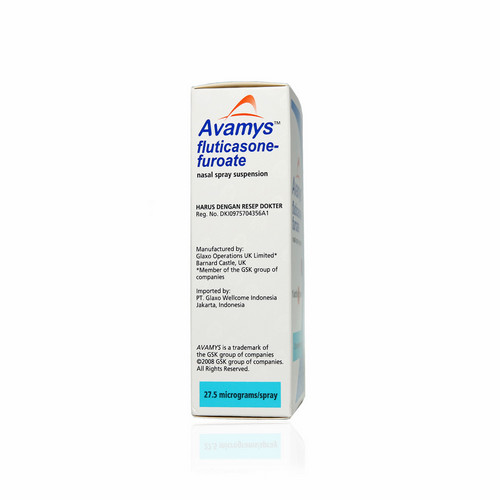 Avamys™
fluticasone-
furoate
nasal spray suspension
HARUS DENGAN RESEP DOKTER
Reg. No. DKI0975704356A1
Manufactured by:
Glaxo Operations UK Limited*
Barnard Castle, UK
*Member of the GSK group of
companies
Imported by:
PT. Glaxo Wellcome Indonesia
Jakarta, Indonesia
AVAMYS is a trademark of
the GSK group of companies
©2008 GSK group of companies.
All Rights Reserved.
27.5 micrograms/spray